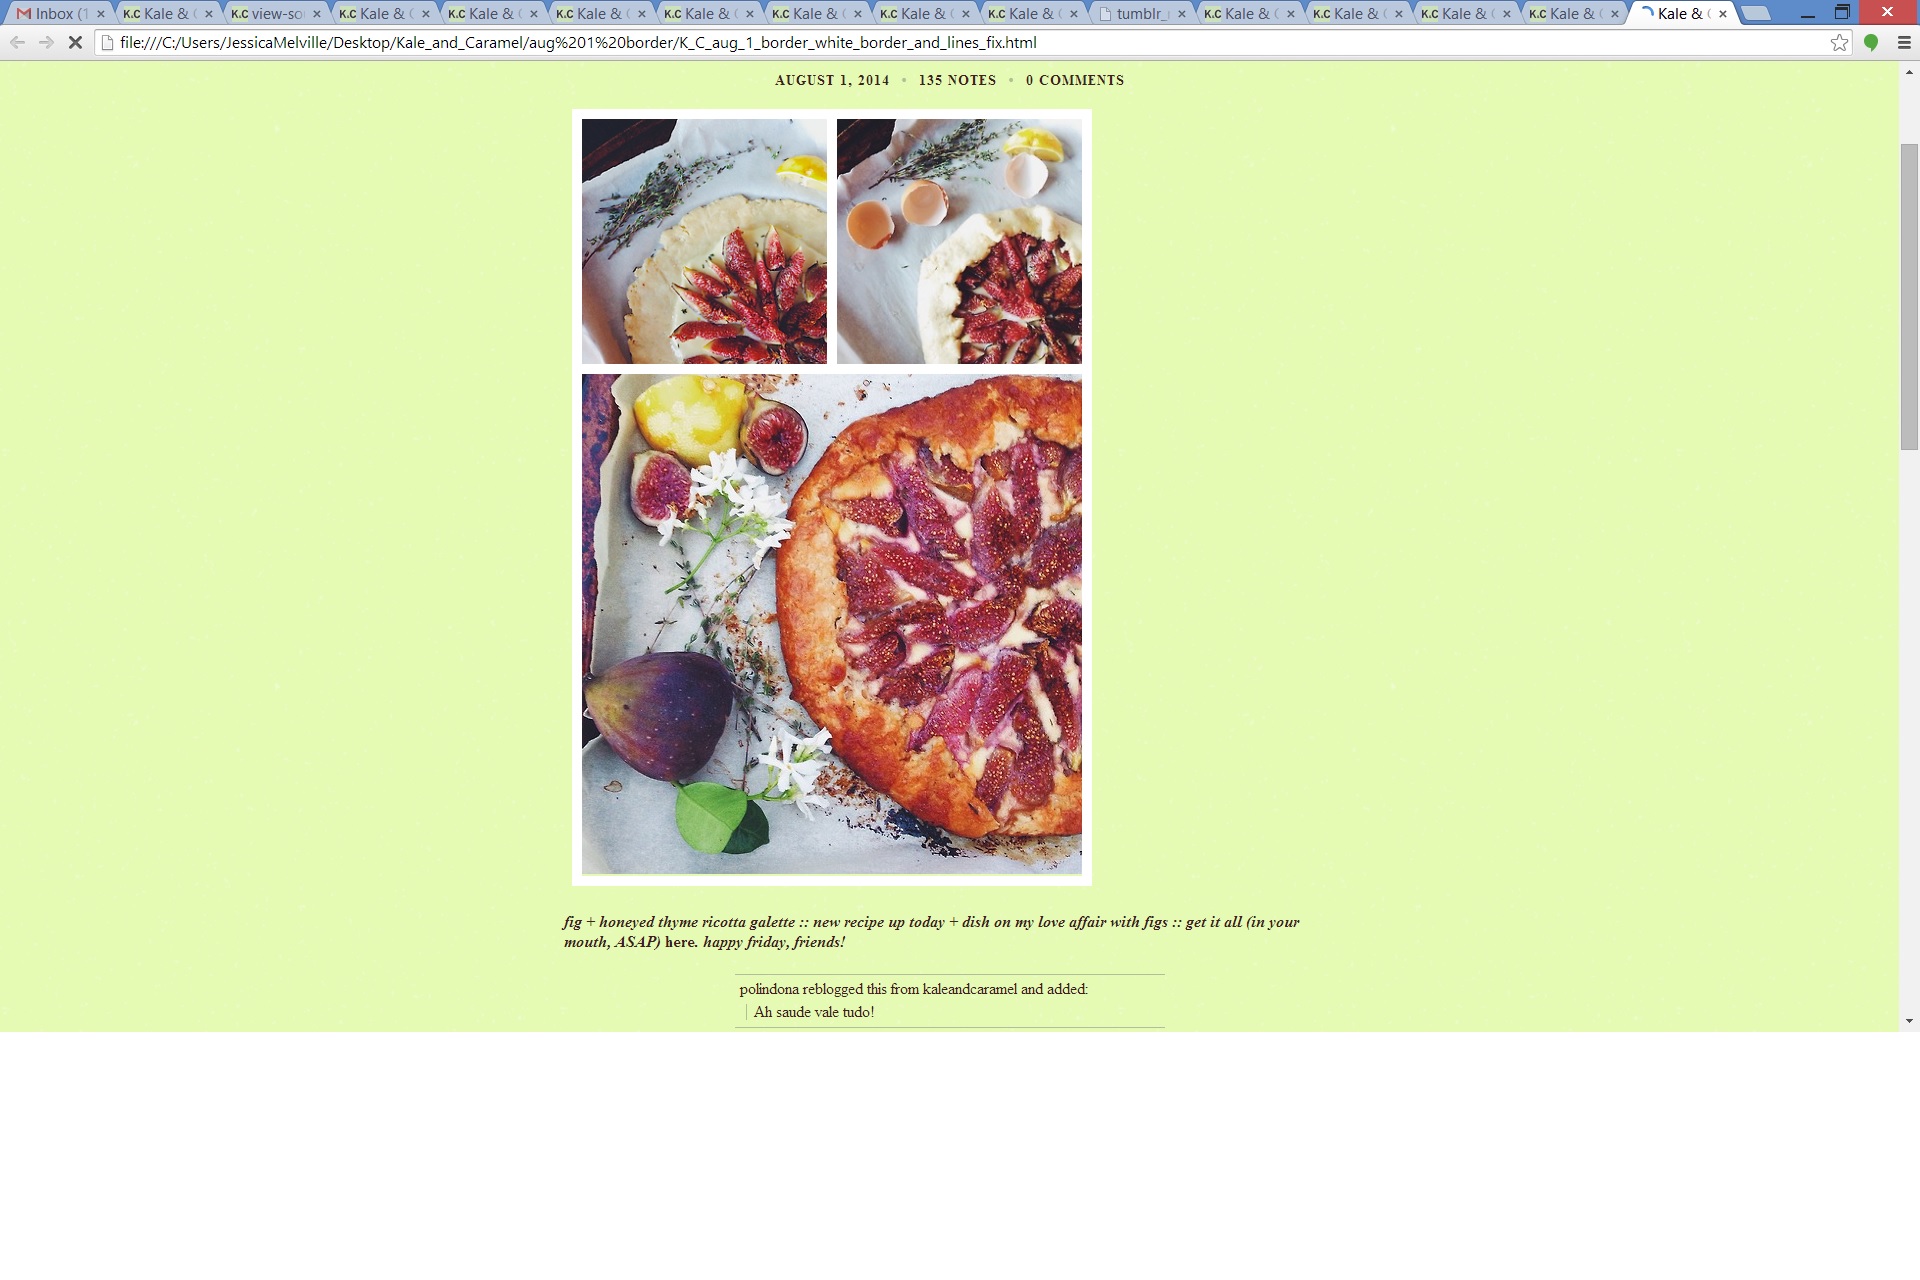 Inbox (1
K&C Kale & C
K&C view-so
K&C Kale & C
K&C Kale & C
K&C Kale & C
K&C Kale & C
K&C Kale & C
K&C Kale & C
K&C Kale & C
tumblr_
K&C Kale & C
K&C Kale & C
K&C Kale & C
K&C Kale & C
Kale & C
file:///C:/Users/JessicaMelville/Desktop/Kale_and_Caramel/aug%201%20border/K_C_aug_1_border_white_border_and_lines_fix.html
AUGUST 1, 2014 • 135 NOTES • 0 COMMENTS
fig + honeyed thyme ricotta galette :: new recipe up today + dish on my love affair with figs :: get it all (in your
mouth, ASAP) here. happy friday, friends!
polindona reblogged this from kaleandcaramel and added:
Ah saude vale tudo!